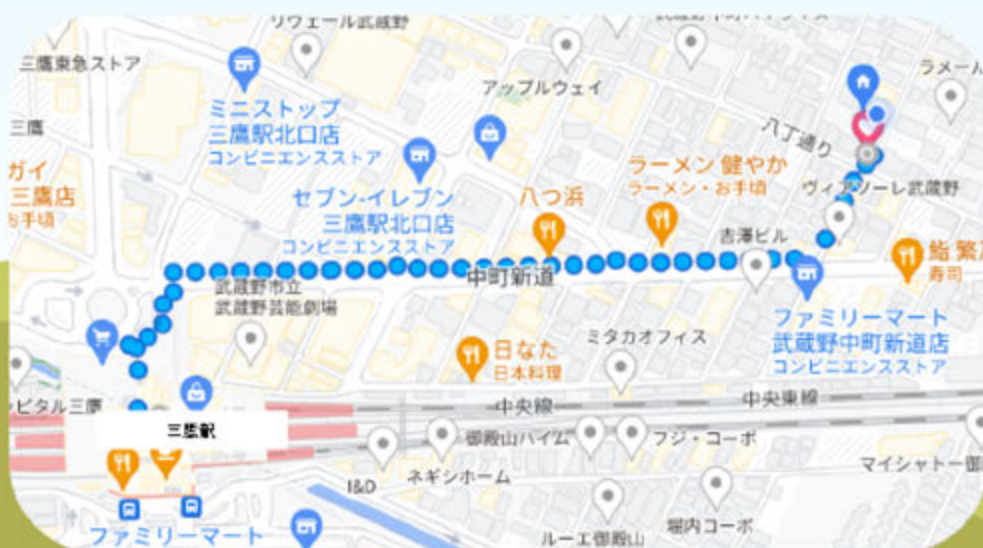 リヴェール武蔵野
三鷹東急ストア
アップルウェイ
ラメール
ミニストップ
三鷹駅北口店
コンビニエンスストア
三鷹
八丁通り
ガイ
三鷹店
お手頃
ラーメン 健やか
ラーメン・お手頃
ヴィアソーレ武蔵野
セブン-イレブン
三鷹駅北口店
コンビニエンスストア
八つ浜
吉澤ビル
鮨 繁
寿司
中町新道
武蔵野市立
武蔵野芸能劇場
ファミリーマート
武蔵野中町新道店
コンビニエンスストア
ミタカオフィス
日なた
日本料理
ピタル三鷹
中央線
中央東線
三鷹駅
御殿山ハイム
フジ・コーポ
マイシャトー御
I&D
ネギシホーム
堀内コーポ
ルーエ御殿山
ファミリーマート